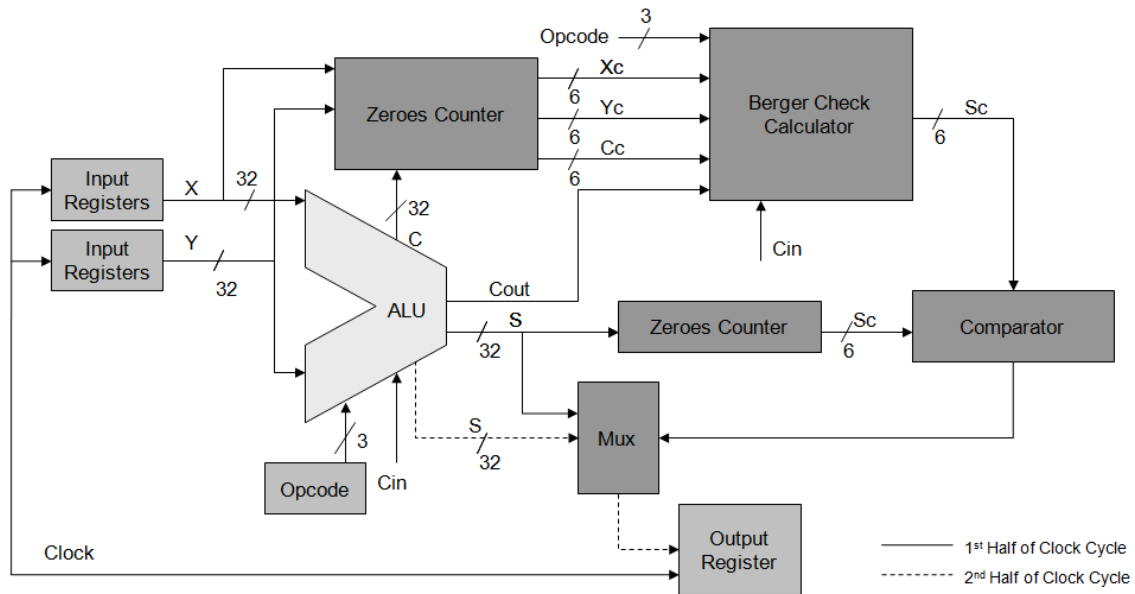 3
Opcode
Xc
6
Yc
6
Cc
6
Zeroes Counter
Berger Check
Calculator
Sc
6
Input
Registers
X
32
32
C
Input
Registers
Y
32
Cin
ALU
Cout
S
32
Zeroes Counter
Sc
6
Comparator
S
32
Mux
3
Opcode
Cin
Clock
Output
Register
1st Half of Clock Cycle
2nd Half of Clock Cycle